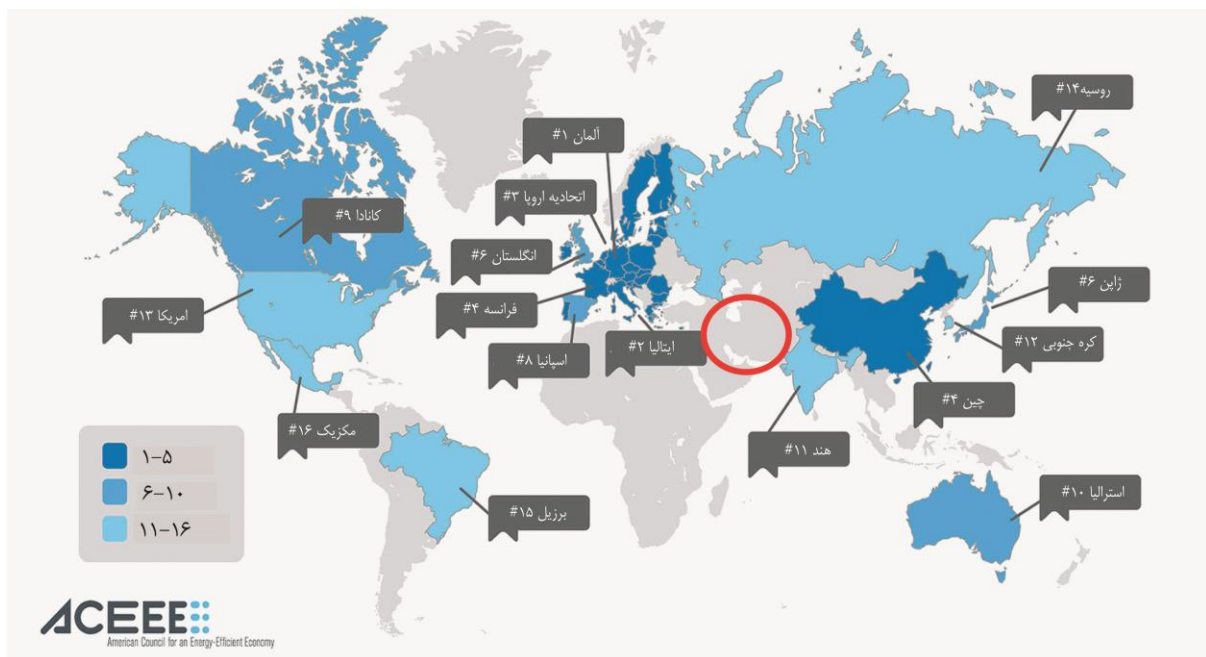 روسیه ۱۴#
آلمان ۱#
اتحادیه اروپا ۳#
کانادا ۹#
انگلستان ۶#
ژاپن ۶#
امریکا ۱۳#
فرانسه ۴#
ایتالیا ۲#
کره جنوبی ۱۲#
اسپانیا ۸#
چین ۴#
مکزیک ۱۶#
هند ۱۱#
استرالیا ۱۰#
برزیل ۱۵#
۱-۵
۶-۱۰
۱۱-۱۶
ACEEE
American Council for an Energy-Efficient Economy